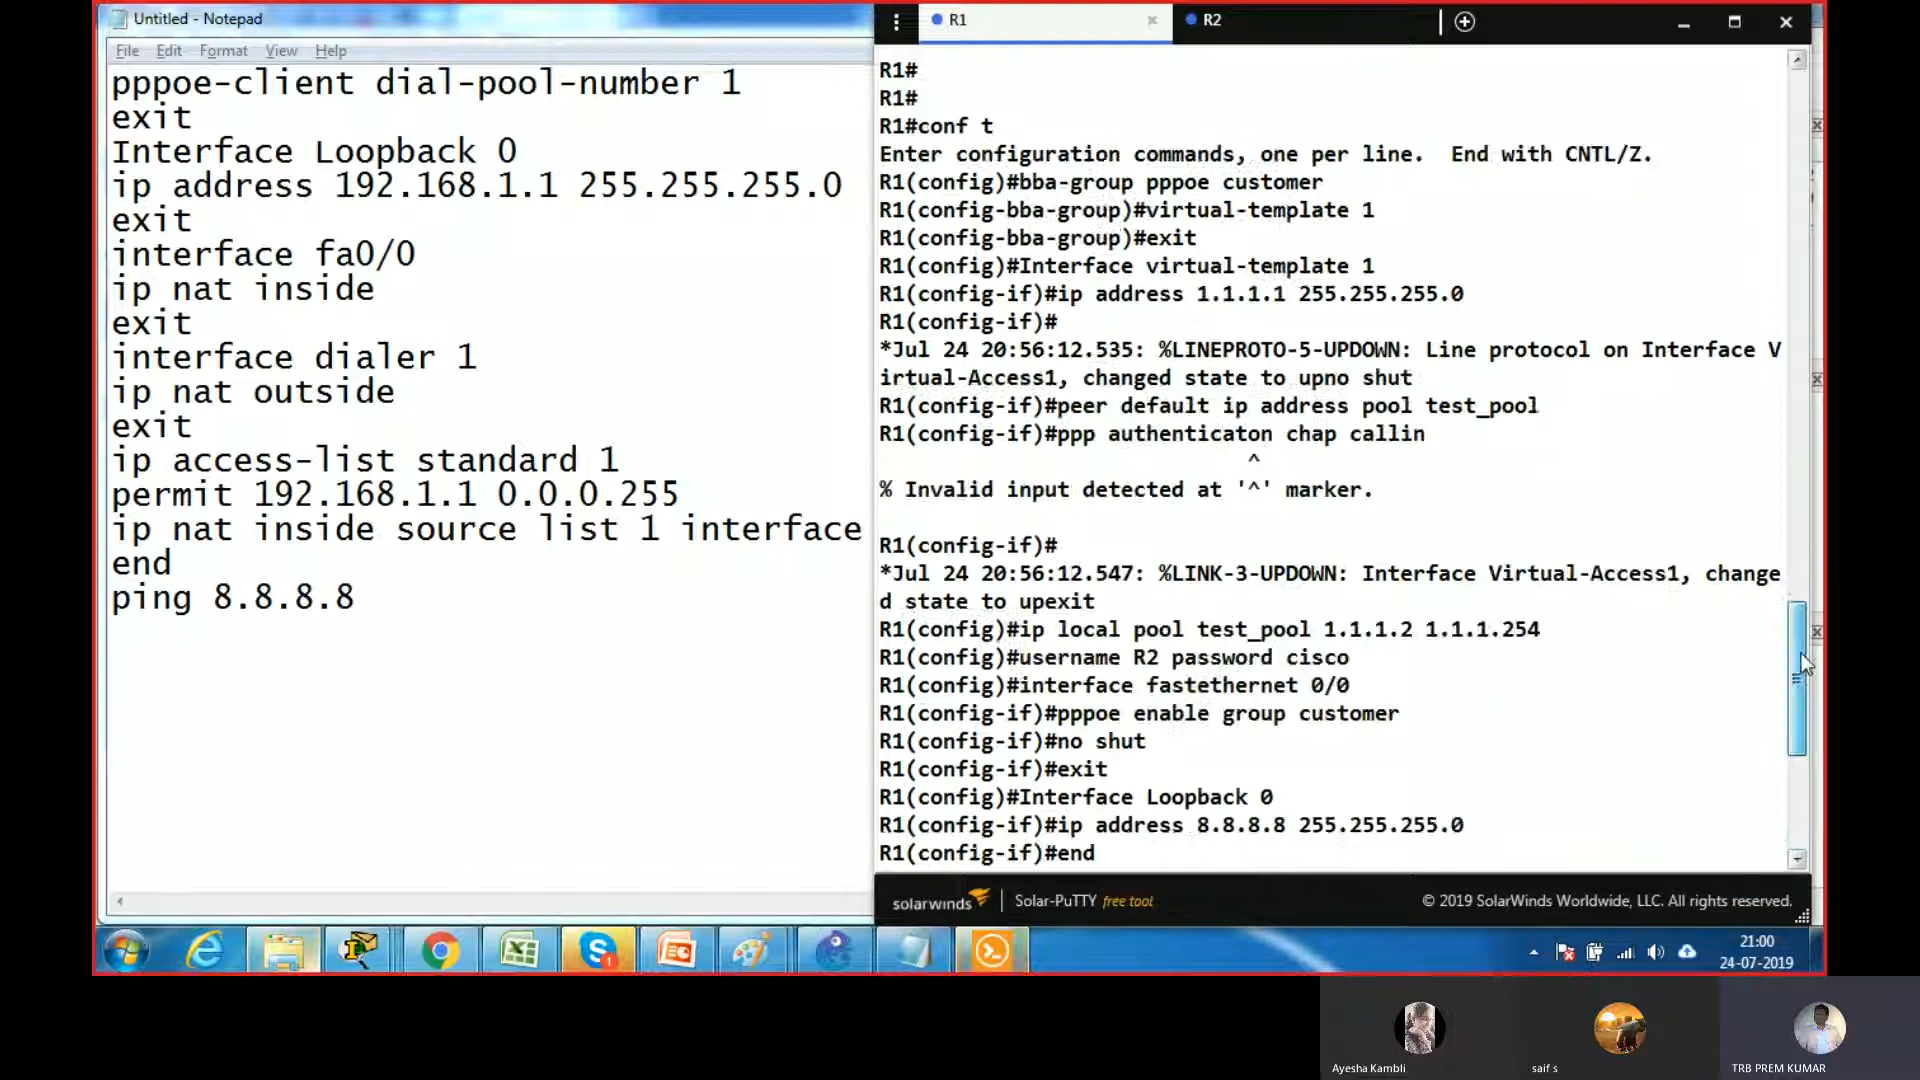 Untitled - Notepad
File Edit Format View Help
pppoe-client dial-pool-number 1
exit
Interface Loopback 0
ip address 192.168.1.1 255.255.255.0
exit
interface fa0/0
ip nat inside
exit
interface dialer 1
ip nat outside
exit
ip access-list standard 1
permit 192.168.1.1 0.0.0.255
ip nat inside source list 1 interface
end
ping 8.8.8.8
R1
R2
R1#
R1#
R1#conf t
Enter configuration commands, one per line.  End with CNTL/Z.
R1(config)#bba-group pppoe customer
R1(config-bba-group)#virtual-template 1
R1(config-bba-group)#exit
R1(config)#Interface virtual-template 1
R1(config-if)#ip address 1.1.1.1 255.255.255.0
R1(config-if)#
*Jul 24 20:56:12.535: %LINEPROTO-5-UPDOWN: Line protocol on Interface V
irtual-Access1, changed state to upno shut
R1(config-if)#peer default ip address pool test_pool
R1(config-if)#ppp authenticaton chap callin
^
% Invalid input detected at '^' marker.
R1(config-if)#
*Jul 24 20:56:12.547: %LINK-3-UPDOWN: Interface Virtual-Access1, change
d state to upexit
R1(config)#ip local pool test_pool 1.1.1.2 1.1.1.254
R1(config)#username R2 password cisco
R1(config)#interface fastethernet 0/0
R1(config-if)#pppoe enable group customer
R1(config-if)#no shut
R1(config-if)#exit
R1(config)#Interface Loopback 0
R1(config-if)#ip address 8.8.8.8 255.255.255.0
R1(config-if)#end
solarwinds | Solar-PuTTY free tool
© 2019 SolarWinds Worldwide, LLC. All rights reserved.
21:00
24-07-2019
Ayesha Kambli
saif s
TRB PREM KUMAR